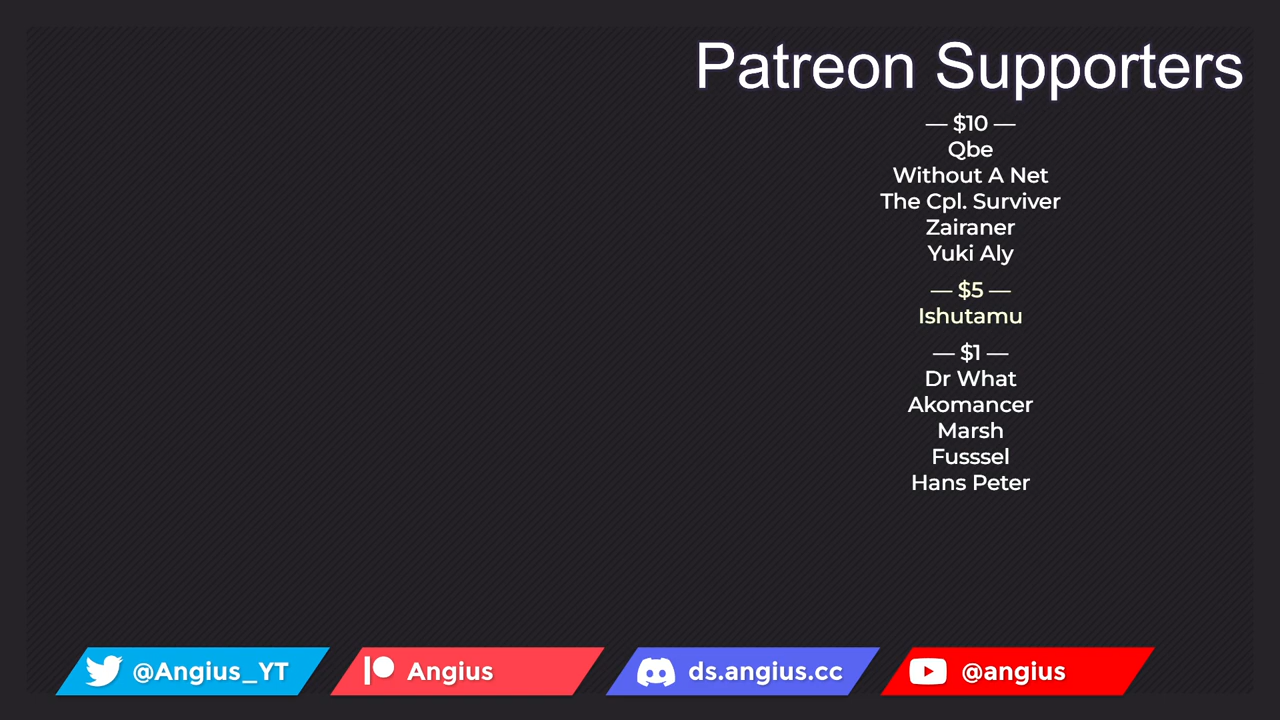 Patreon Supporters
— $10 —
Qbe
Without A Net
The Cpl. Surviver
Zairaner
Yuki Aly
— $5 —
Ishutamu
— $1 —
Dr What
Akomancer
Marsh
Fusssel
Hans Peter
@Angius_YT
Angius
ds.angius.cc
@angius